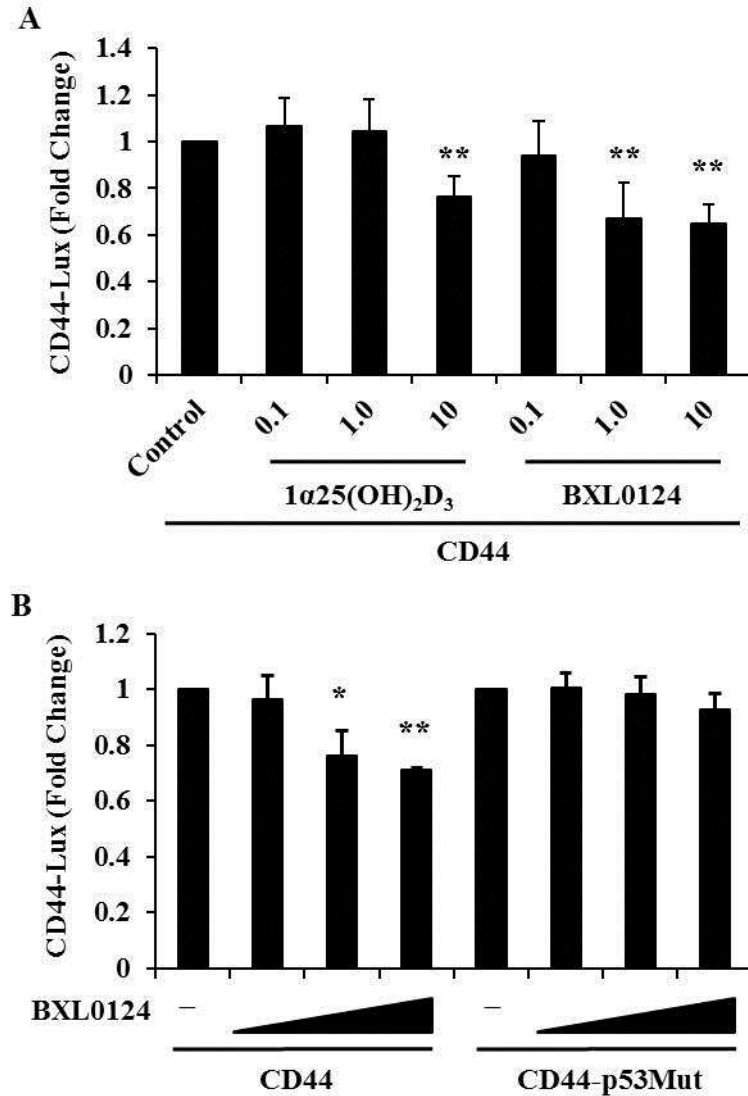 A
CD44-Lux (Fold Change)
1.4
1.2
1
0.8
0.6
0.4
0.2
0
**
**
**
Control
0.1
1.0
10
0.1
1.0
10
1α25(OH)₂D₃
BXL0124
CD44
B
CD44-Lux (Fold Change)
1.2
1
0.8
0.6
0.4
0.2
0
*
**
BXL0124
–
–
CD44
CD44-p53Mut